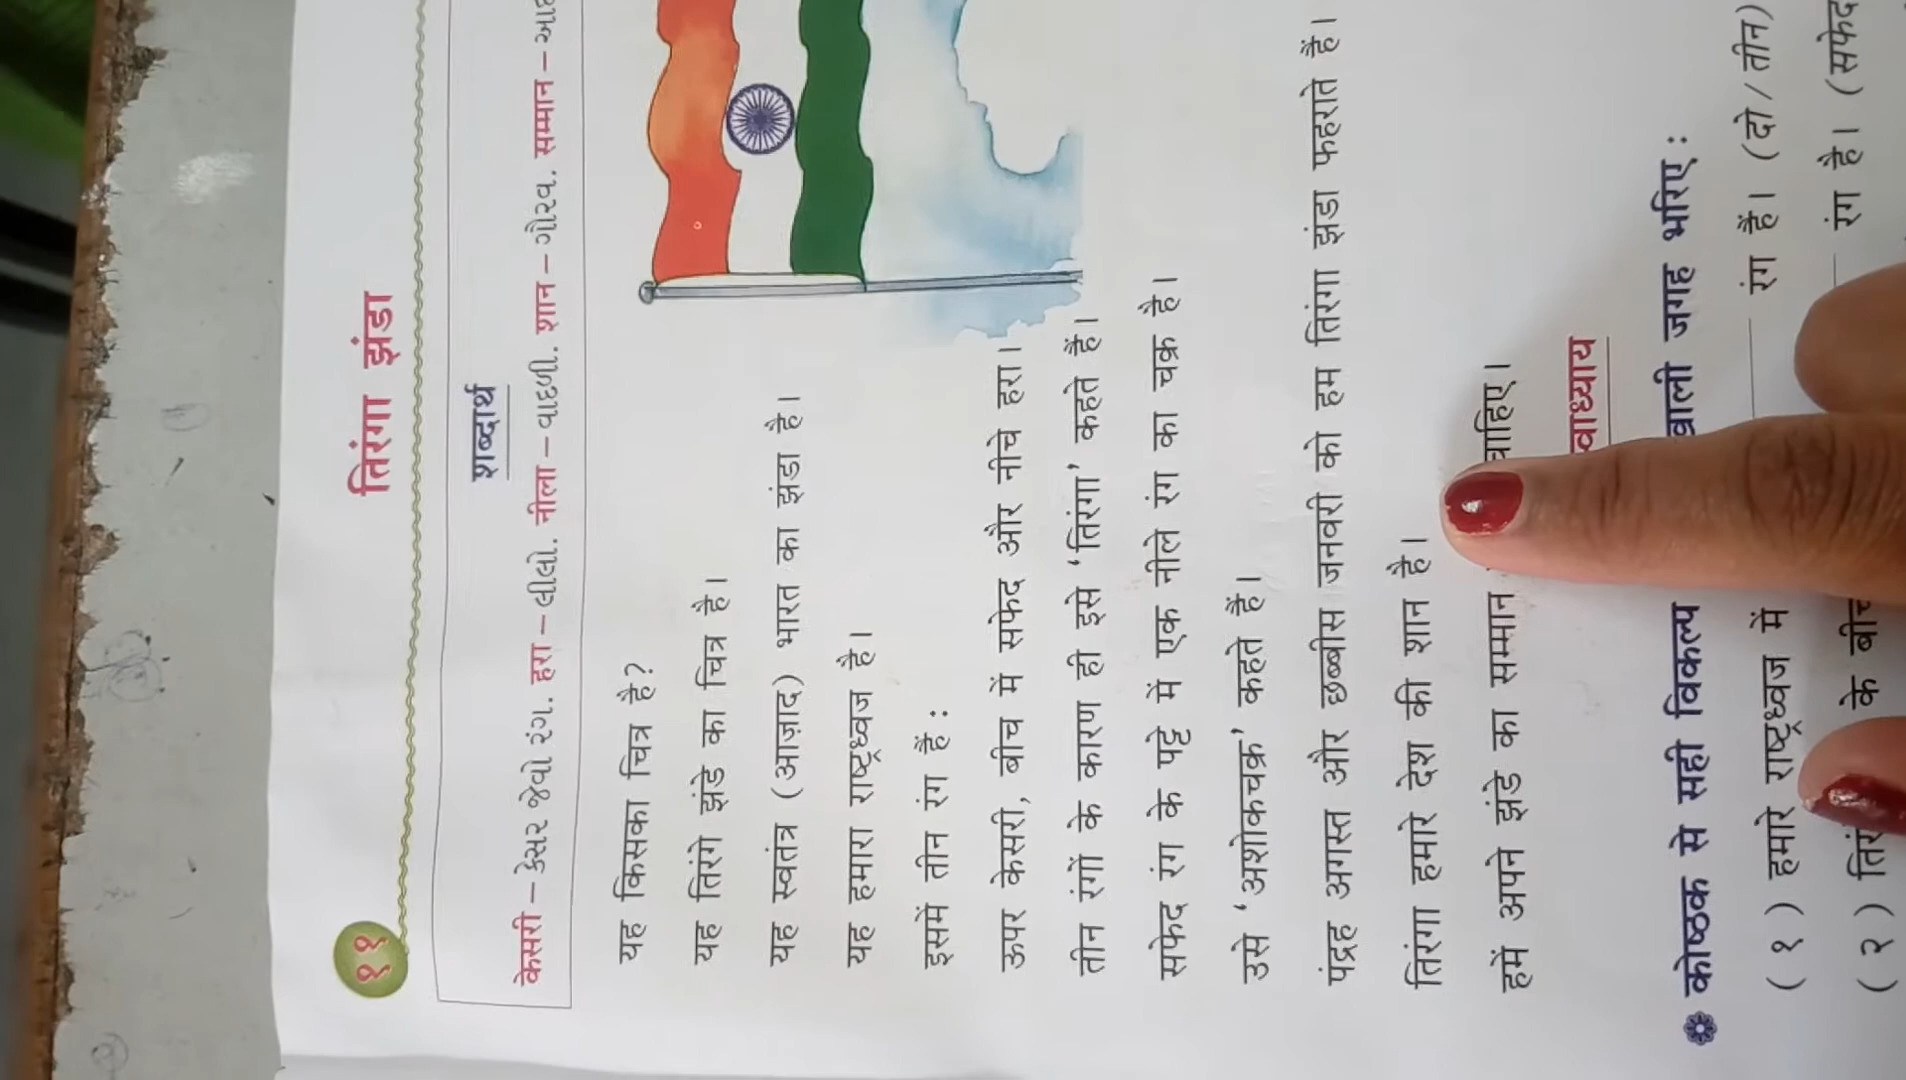 ११
तिरंगा झंडा
शब्दार्थ
केसरी – કેસર જેવો રંગ. हरा – લીલો. नीला – વાદળી. शान – ગૌરવ. सम्मान –
यह किसका चित्र है?
यह तिरंगे झंडे का चित्र है।
यह स्वतंत्र (आज़ाद) भारत का झंडा है।
यह हमारा राष्ट्रध्वज है।
इसमें तीन रंग हैं :
ऊपर केसरी, बीच में सफेद और नीचे हरा।
तीन रंगों के कारण ही इसे ‘तिरंगा’ कहते हैं।
सफेद रंग के पट्टे में एक नीले रंग का चक्र है।
उसे ‘अशोकचक्र’ कहते हैं।
पंद्रह अगस्त और छब्बीस जनवरी को हम तिरंगा झंडा फहराते हैं।
तिरंगा हमारे देश की शान है।
हमें अपने झंडे का सम्मान
कोष्ठक से सही विकल्प जगह भरिए :
(१) हमारे राष्ट्रध्वज में रंग हैं। (दो / तीन)
(२) के रंग है। (सफेद